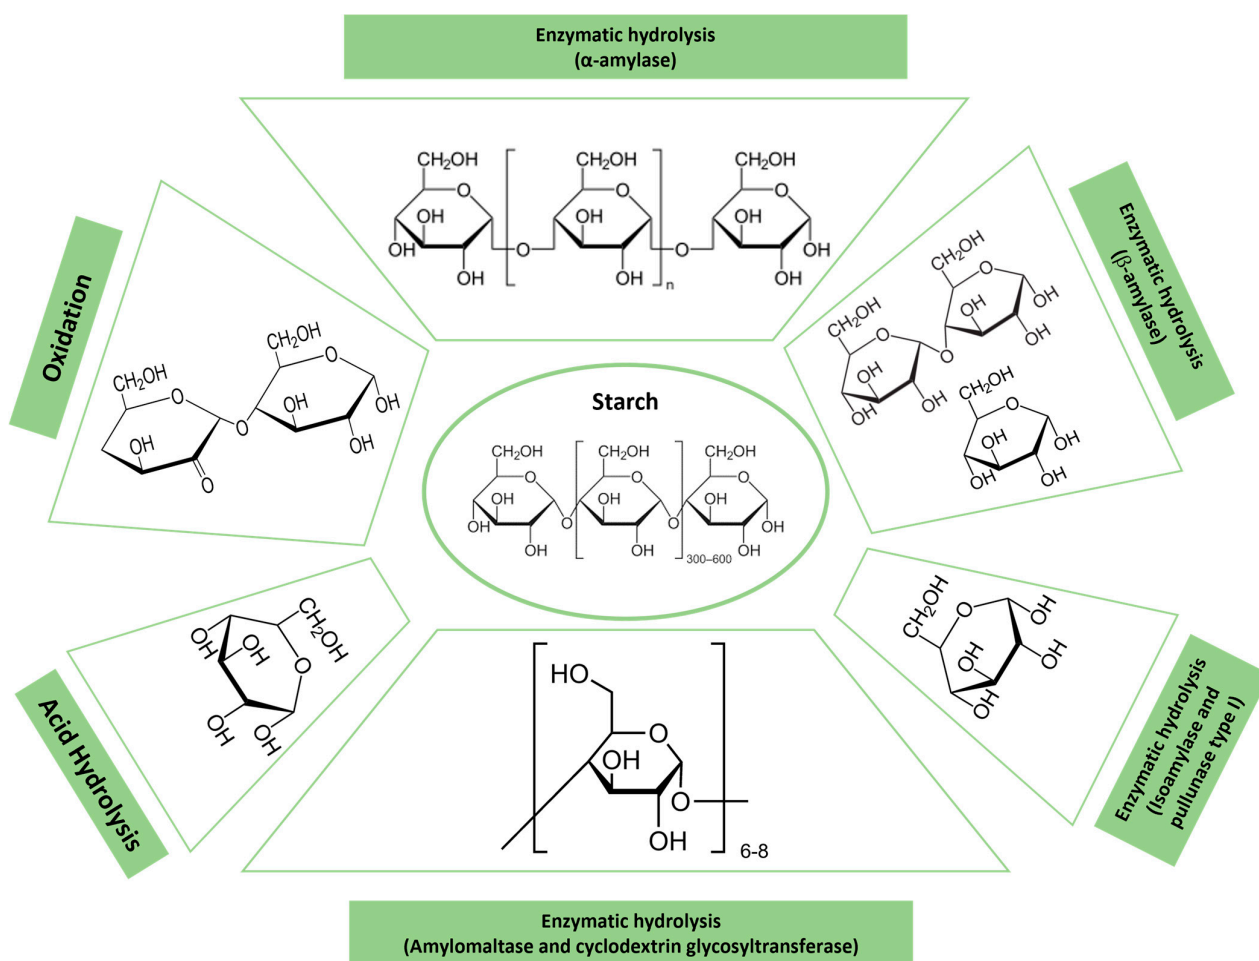 Enzymatic hydrolysis
(α-amylase)
CH₂OH CH₂OH CH₂OH
O O O
OH OH OH
OH O O OH
OH OH OH
n
Enzymatic hydrolysis
(β-amylase)
CH₂OH
O
OH
OH
OH
CH₂OH
O
O
OH
OH
OH
CH₂OH
O
OH
OH
OH
OH
Oxidation
CH₂OH
O
CH₂OH
O
OH
OH
O
OH
OH
O
Starch
CH₂OH CH₂OH CH₂OH
O O O
OH OH OH
OH O O OH
OH OH OH
300–600
Acid Hydrolysis
CH₂OH
OH
OH
O
OH
OH
Enzymatic hydrolysis
(Isoamylase and
pullunase type I)
CH₂OH
O
OH
OH
OH
OH
HO
O
OH
O
OH
6-8
Enzymatic hydrolysis
(Amylomaltase and cyclodextrin glycosyltransferase)